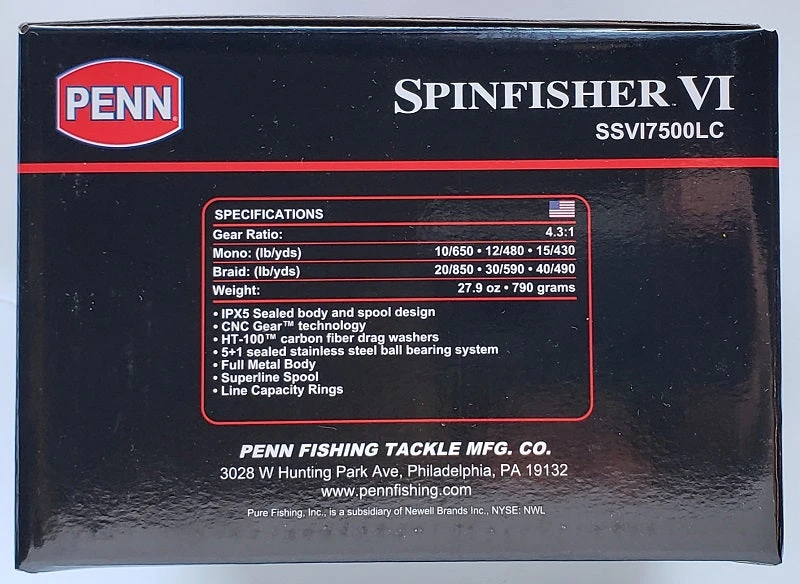 PENN
SPINFISHER VI
SSVI7500LC
SPECIFICATIONS
Gear Ratio: 4.3:1
Mono: (lb/yds) 10/650 • 12/480 • 15/430
Braid: (lb/yds) 20/850 • 30/590 • 40/490
Weight: 27.9 oz • 790 grams
• IPX5 Sealed body and spool design
• CNC Gear™ technology
• HT-100™ carbon fiber drag washers
• 5+1 sealed stainless steel ball bearing system
• Full Metal Body
• Superline Spool
• Line Capacity Rings
PENN FISHING TACKLE MFG. CO.
3028 W Hunting Park Ave, Philadelphia, PA 19132
www.pennfishing.com
Pure Fishing, Inc., is a subsidiary of Newell Brands Inc., NYSE: NWL